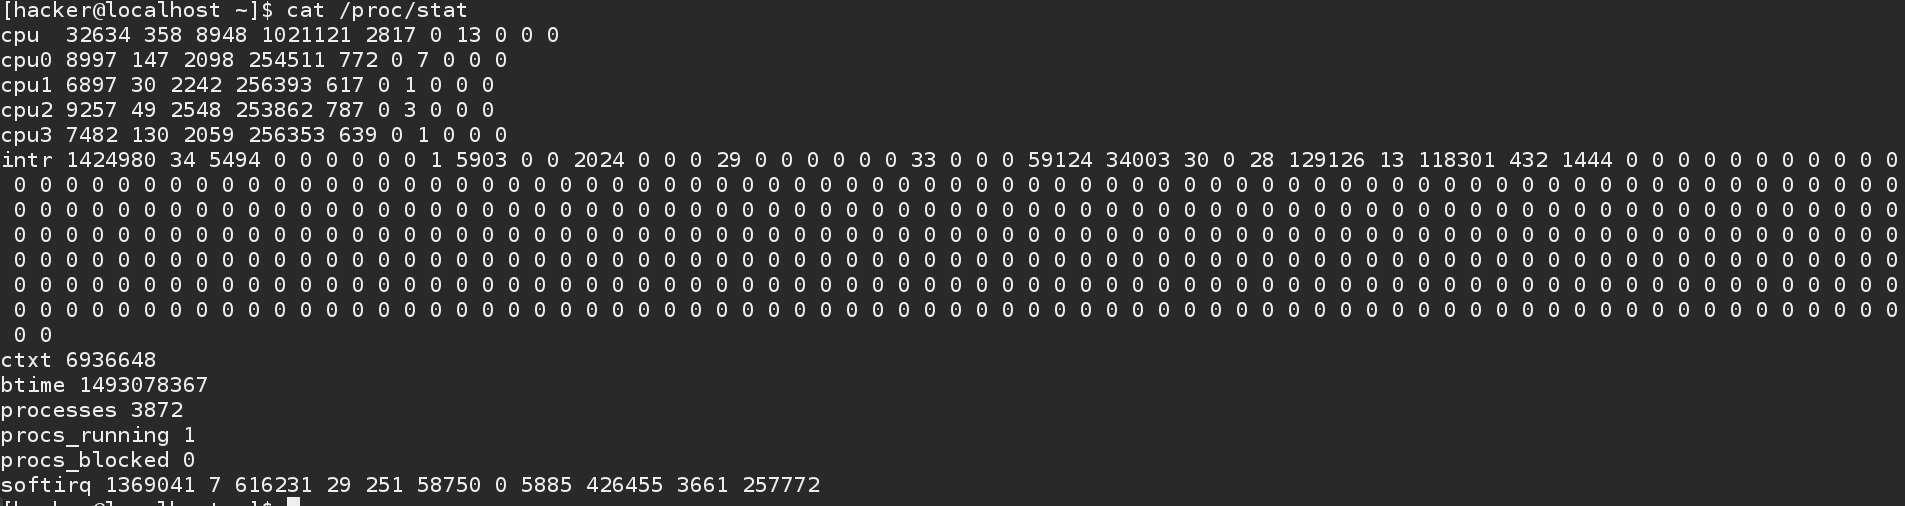 [hacker@localhost ~]$ cat /proc/stat
cpu  32634 358 8948 1021121 2817 0 13 0 0 0
cpu0 8997 147 2098 254511 772 0 7 0 0 0
cpu1 6897 30 2242 256393 617 0 1 0 0 0
cpu2 9257 49 2548 253862 787 0 3 0 0 0
cpu3 7482 130 2059 256353 639 0 1 0 0 0
intr 1424980 34 5494 0 0 0 0 0 0 1 5903 0 0 2024 0 0 0 29 0 0 0 0 0 0 33 0 0 0 59124 34003 30 0 28 129126 13 118301 432 1444 0 0 0 0 0 0 0 0 0 0 0
0 0 0 0 0 0 0 0 0 0 0 0 0 0 0 0 0 0 0 0 0 0 0 0 0 0 0 0 0 0 0 0 0 0 0 0 0 0 0 0 0 0 0 0 0 0 0 0 0 0 0 0 0 0 0 0 0 0 0 0 0 0 0 0 0 0 0 0 0 0 0 0 0
0 0 0 0 0 0 0 0 0 0 0 0 0 0 0 0 0 0 0 0 0 0 0 0 0 0 0 0 0 0 0 0 0 0 0 0 0 0 0 0 0 0 0 0 0 0 0 0 0 0 0 0 0 0 0 0 0 0 0 0 0 0 0 0 0 0 0 0 0 0 0 0 0
0 0 0 0 0 0 0 0 0 0 0 0 0 0 0 0 0 0 0 0 0 0 0 0 0 0 0 0 0 0 0 0 0 0 0 0 0 0 0 0 0 0 0 0 0 0 0 0 0 0 0 0 0 0 0 0 0 0 0 0 0 0 0 0 0 0 0 0 0 0 0 0 0
0 0 0 0 0 0 0 0 0 0 0 0 0 0 0 0 0 0 0 0 0 0 0 0 0 0 0 0 0 0 0 0 0 0 0 0 0 0 0 0 0 0 0 0 0 0 0 0 0 0 0 0 0 0 0 0 0 0 0 0 0 0 0 0 0 0 0 0 0 0 0 0 0
0 0 0 0 0 0 0 0 0 0 0 0 0 0 0 0 0 0 0 0 0 0 0 0 0 0 0 0 0 0 0 0 0 0 0 0 0 0 0 0 0 0 0 0 0 0 0 0 0 0 0 0 0 0 0 0 0 0 0 0 0 0 0 0 0 0 0 0 0 0 0 0 0
0 0 0 0 0 0 0 0 0 0 0 0 0 0 0 0 0 0 0 0 0 0 0 0 0 0 0 0 0 0 0 0 0 0 0 0 0 0 0 0 0 0 0 0 0 0 0 0 0 0 0 0 0 0 0 0 0 0 0 0 0 0 0 0 0 0 0 0 0 0 0 0 0
0 0
ctxt 6936648
btime 1493078367
processes 3872
procs_running 1
procs_blocked 0
softirq 1369041 7 616231 29 251 58750 0 5885 426455 3661 257772